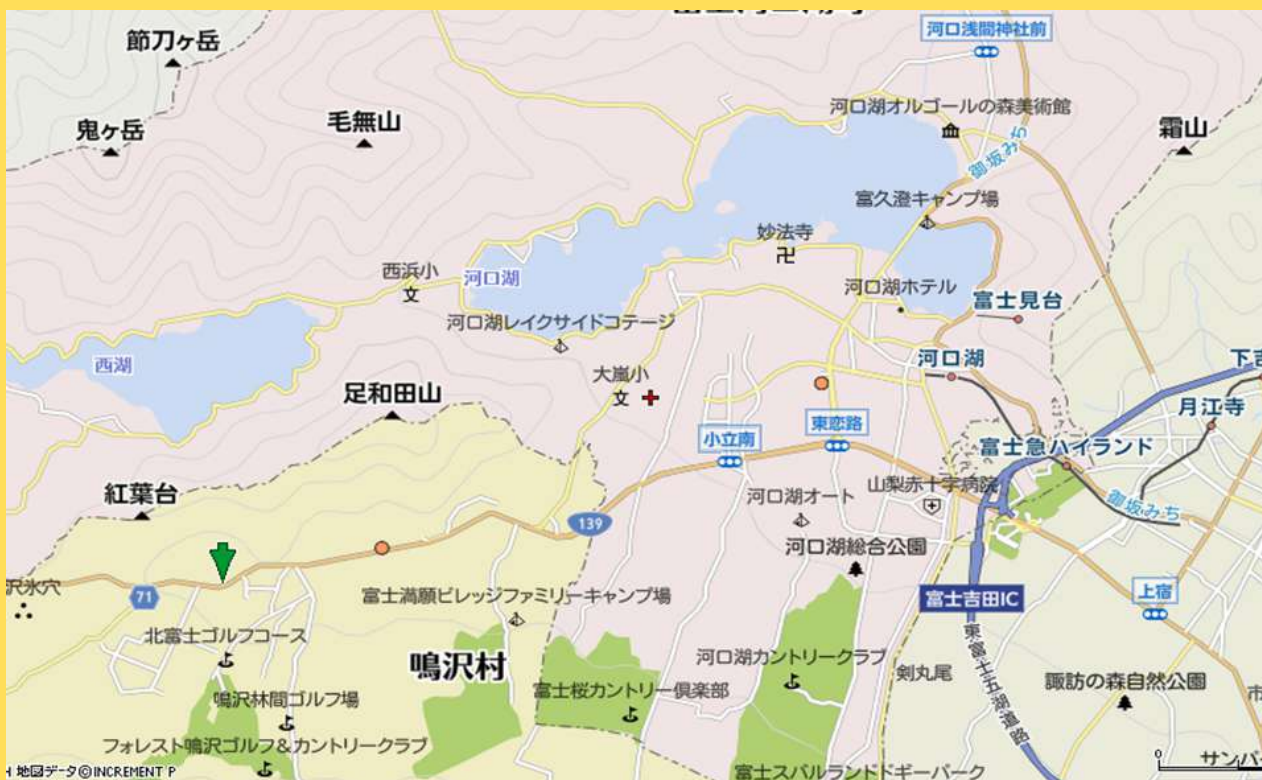 節刀ヶ岳
河口浅間神社前
鬼ヶ岳
毛無山
河口湖オルゴールの森美術館
霜山
御坂みち
富久澄キャンプ場
妙法寺
西浜小
河口湖
河口湖ホテル
富士見台
河口湖レイクサイドコテージ
西湖
河口湖
大嵐小
足和田山
月江寺
小立南
東恋路
富士急ハイランド
紅葉台
河口湖オート
山梨赤十字病院
御坂みち
139
河口湖総合公園
71
富士満願ビレッジファミリーキャンプ場
富士吉田IC
上宿
北富士ゴルフコース
鳴沢村
河口湖カントリークラブ
剣丸尾
東富士五湖道路
諏訪の森自然公園
鳴沢林間ゴルフ場
富士桜カントリー倶楽部
フォレスト鳴沢ゴルフ&カントリークラブ
富士スバルランドドギーパーク
地図データ©INCREMENT P
0